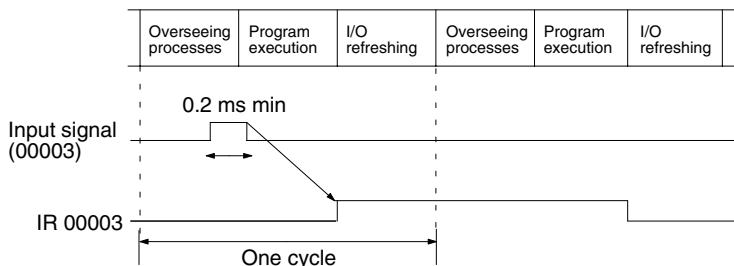 Overseeing processes
Program execution
I/O refreshing
Overseeing processes
Program execution
I/O refreshing
0.2 ms min
Input signal
(00003)
IR 00003
One cycle